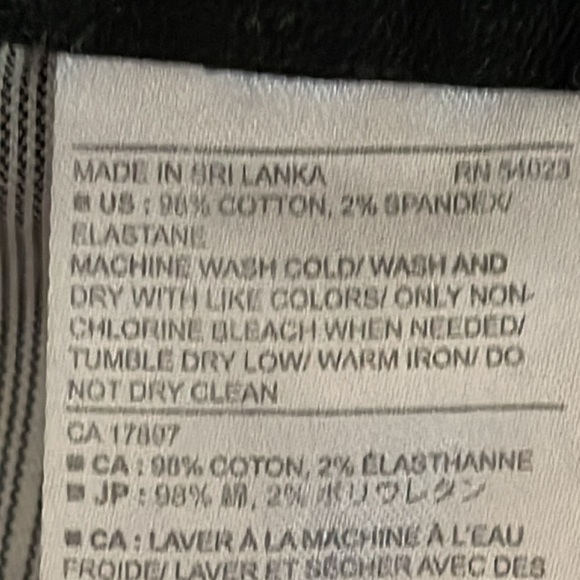 MADE IN SRI LANKA RN 54023
US : 98% COTTON, 2% SPANDEX/
ELASTANE
MACHINE WASH COLD/ WASH AND
DRY WITH LIKE COLORS/ ONLY NON-
CHLORINE BLEACH WHEN NEEDED/
TUMBLE DRY LOW/ WARM IRON/ DO
NOT DRY CLEAN
CA 17897
CA : 98% COTON, 2% ÉLASTHANNE
JP : 98% 綿, 2% ポリウレタン
CA : LAVER À LA MACHINE À L'EAU
FROIDE/ LAVER ET SÉCHER AVEC DES